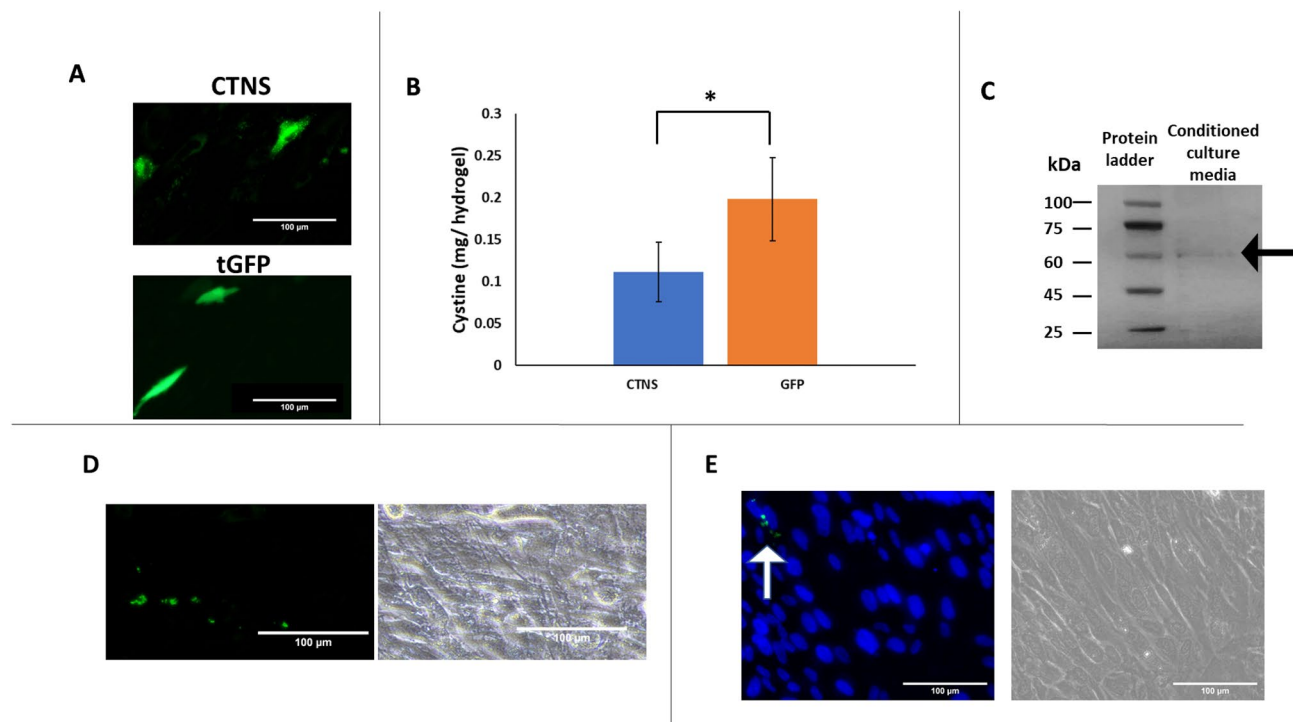 A
CTNS
100 µm
tGFP
100 µm
B
*
Cystine (mg/ hydrogel)
0.3
0.25
0.2
0.15
0.1
0.05
0
CTNS
GFP
C
kDa
Protein
ladder
Conditioned
culture
media
100
75
60
45
25
D
100 µm
100 µm
E
100 µm
100 µm